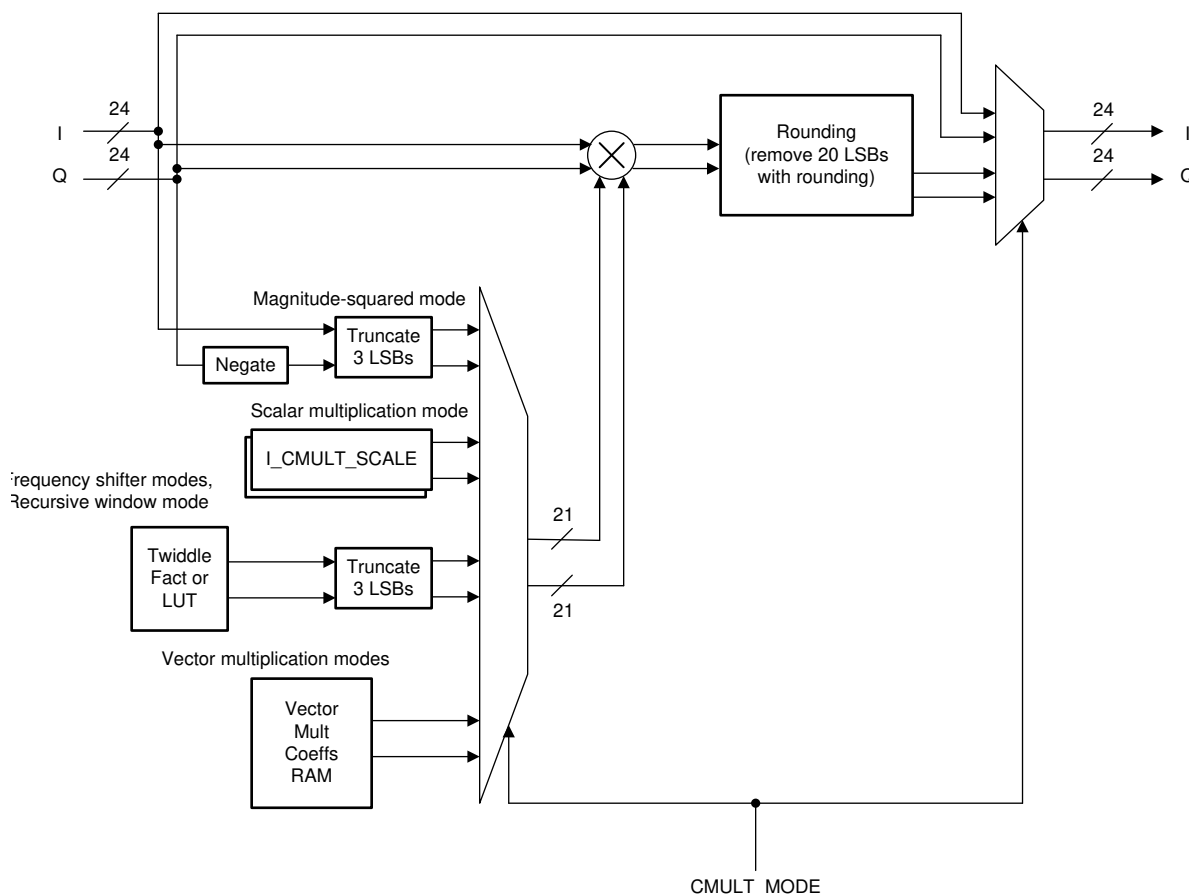 24
I
24
Q
Rounding
(remove 20 LSBs
with rounding)
24
I
24
Magnitude-squared mode
Truncate
3 LSBs
Negate
Scalar multiplication mode
I_CMULT_SCALE
Frequency shifter modes,
Recursive window mode
21
Twiddle
Fact or
LUT
Truncate
3 LSBs
21
Vector multiplication modes
Vector
Mult
Coeffs
RAM
CMULT_MODE